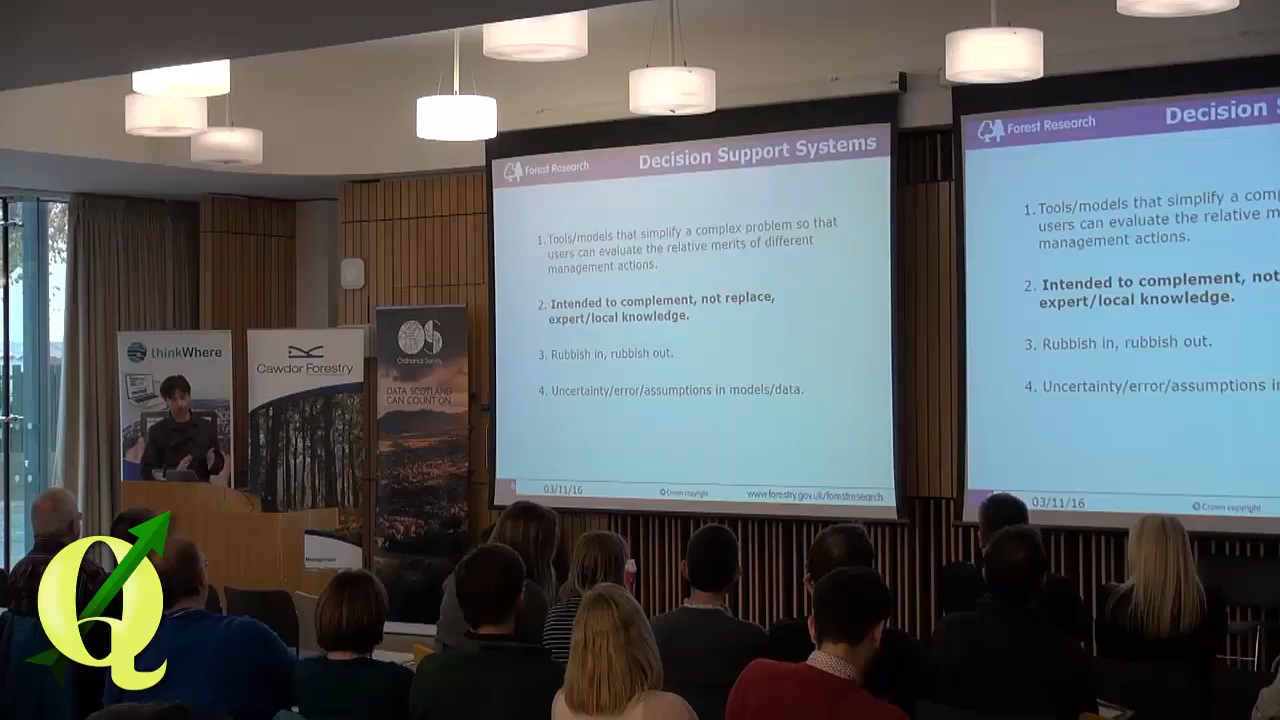 thinkWhere
Cawdor Forestry
Management
Ordnance Survey
DATA SCOTLAND
CAN COUNT ON
Forest Research
Decision Support Systems
1. Tools/models that simplify a complex problem so that
users can evaluate the relative merits of different
management actions.
2. Intended to complement, not replace,
expert/local knowledge.
3. Rubbish in, rubbish out.
4. Uncertainty/error/assumptions in models/data.
6
03/11/16
© Crown copyright
www.forestry.gov.uk/forestresearch
Forest Research
Decision
1. Tools/models that simplify a
users can evaluate the relative
management actions.
2. Intended to complement, not
expert/local knowledge.
3. Rubbish in, rubbish out.
4. Uncertainty/error/assumptions
03/11/16
© Crown copyright
Q